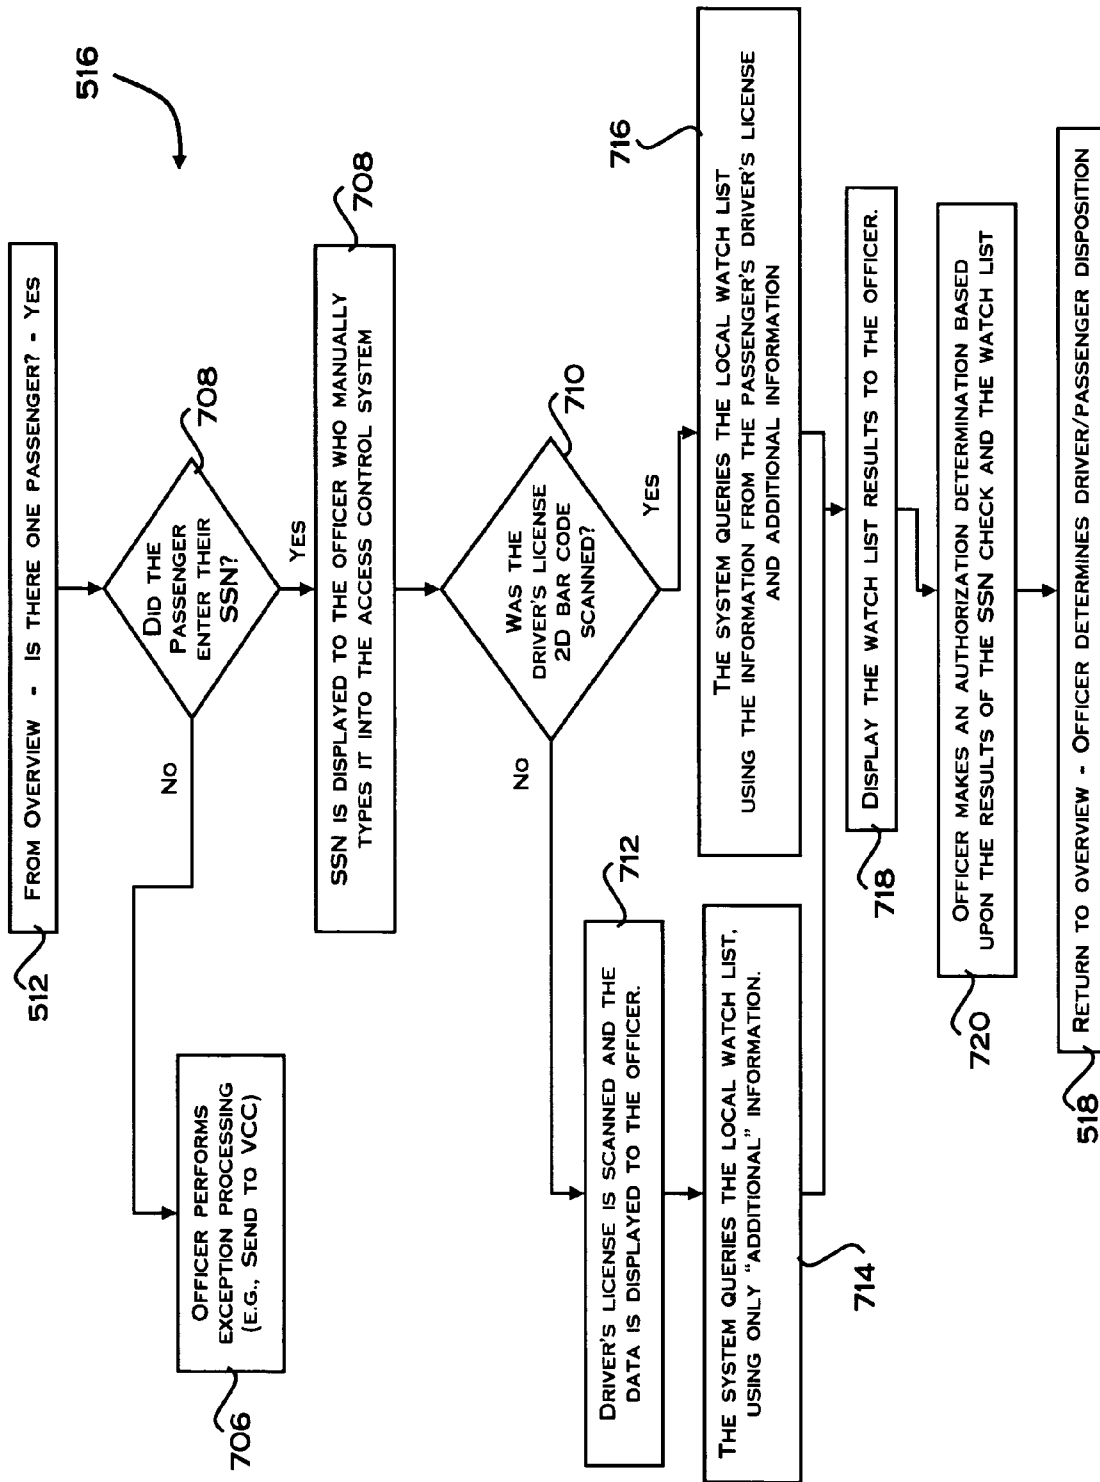 516
512
From Overview - Is there one passenger? - Yes
708
Did the
passenger
enter their
SSN?
No
Yes
Officer performs
exception processing
(e.g., Send to VCC)
706
708
SSN is displayed to the officer who manually
types it into the access control system
710
Was the
driver's license
2D bar code
scanned?
No
Yes
712
Driver's license is scanned and the
data is displayed to the officer.
The system queries the local watch list,
using only "additional" information.
714
716
The system queries the local watch list
using the information from the passenger's driver's license
and additional information
718
Display the watch list results to the officer.
720
Officer makes an authorization determination based
upon the results of the SSN check and the watch list
518
Return to overview - Officer determines driver/passenger disposition